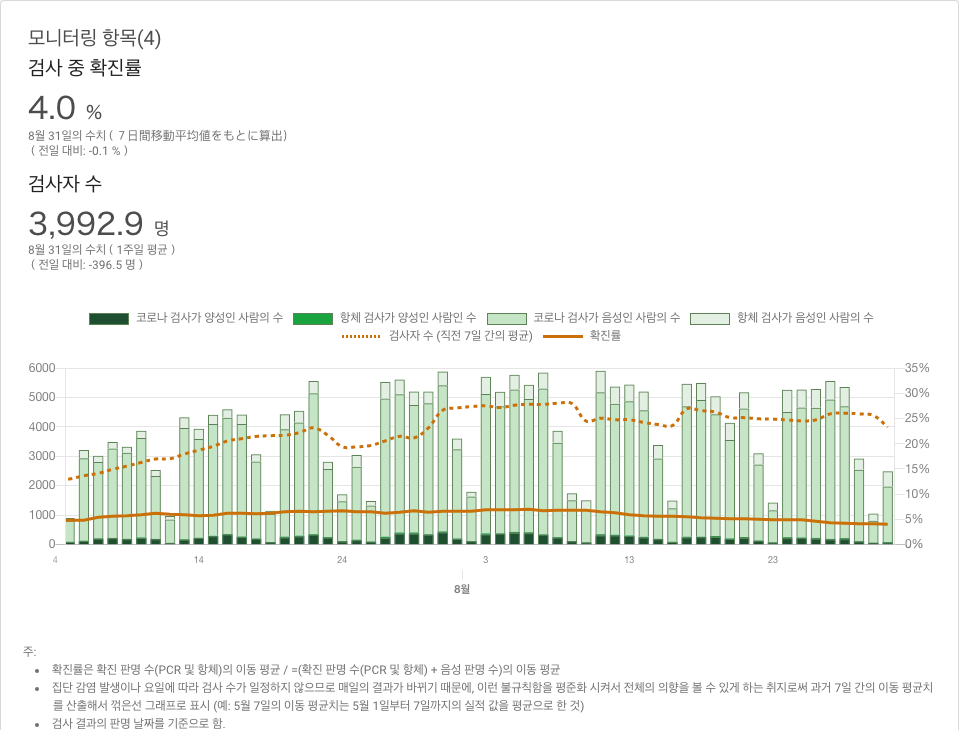 모니터링 항목(4)
검사 중 확진률
4.0 %
8월 31일의 수치 ( 7日間移動平均値をもとに算出)
( 전일 대비: -0.1 % )
검사자 수
3,992.9 명
8월 31일의 수치 ( 1주일 평균 )
( 전일 대비: -396.5 명 )
코로나 검사가 양성인 사람의 수 항체 검사가 양성인 사람인 수 코로나 검사가 음성인 사람의 수 항체 검사가 음성인 사람의 수
검사자 수 (직전 7일 간의 평균) 확진률
6000 35%
5000 30%
4000 25%
3000 20%
2000 15%
1000 10%
0 5%
0%
4 14 24 3 13 23
8월
주:
• 확진률은 확진 판명 수(PCR 및 항체)의 이동 평균 / =(확진 판명 수(PCR 및 항체) + 음성 판명 수)의 이동 평균
• 집단 감염 발생이나 요일에 따라 검사 수가 일정하지 않으므로 매일의 결과가 바뀌기 때문에, 이런 불규칙함을 평준화 시켜서 전체의 의향을 볼 수 있게 하는 취지로써 과거 7일 간의 이동 평균치
를 산출해서 꺾은선 그래프로 표시 (예: 5월 7일의 이동 평균치는 5월 1일부터 7일까지의 실적 값을 평균으로 한 것)
• 검사 결과의 판명 날짜를 기준으로 함.